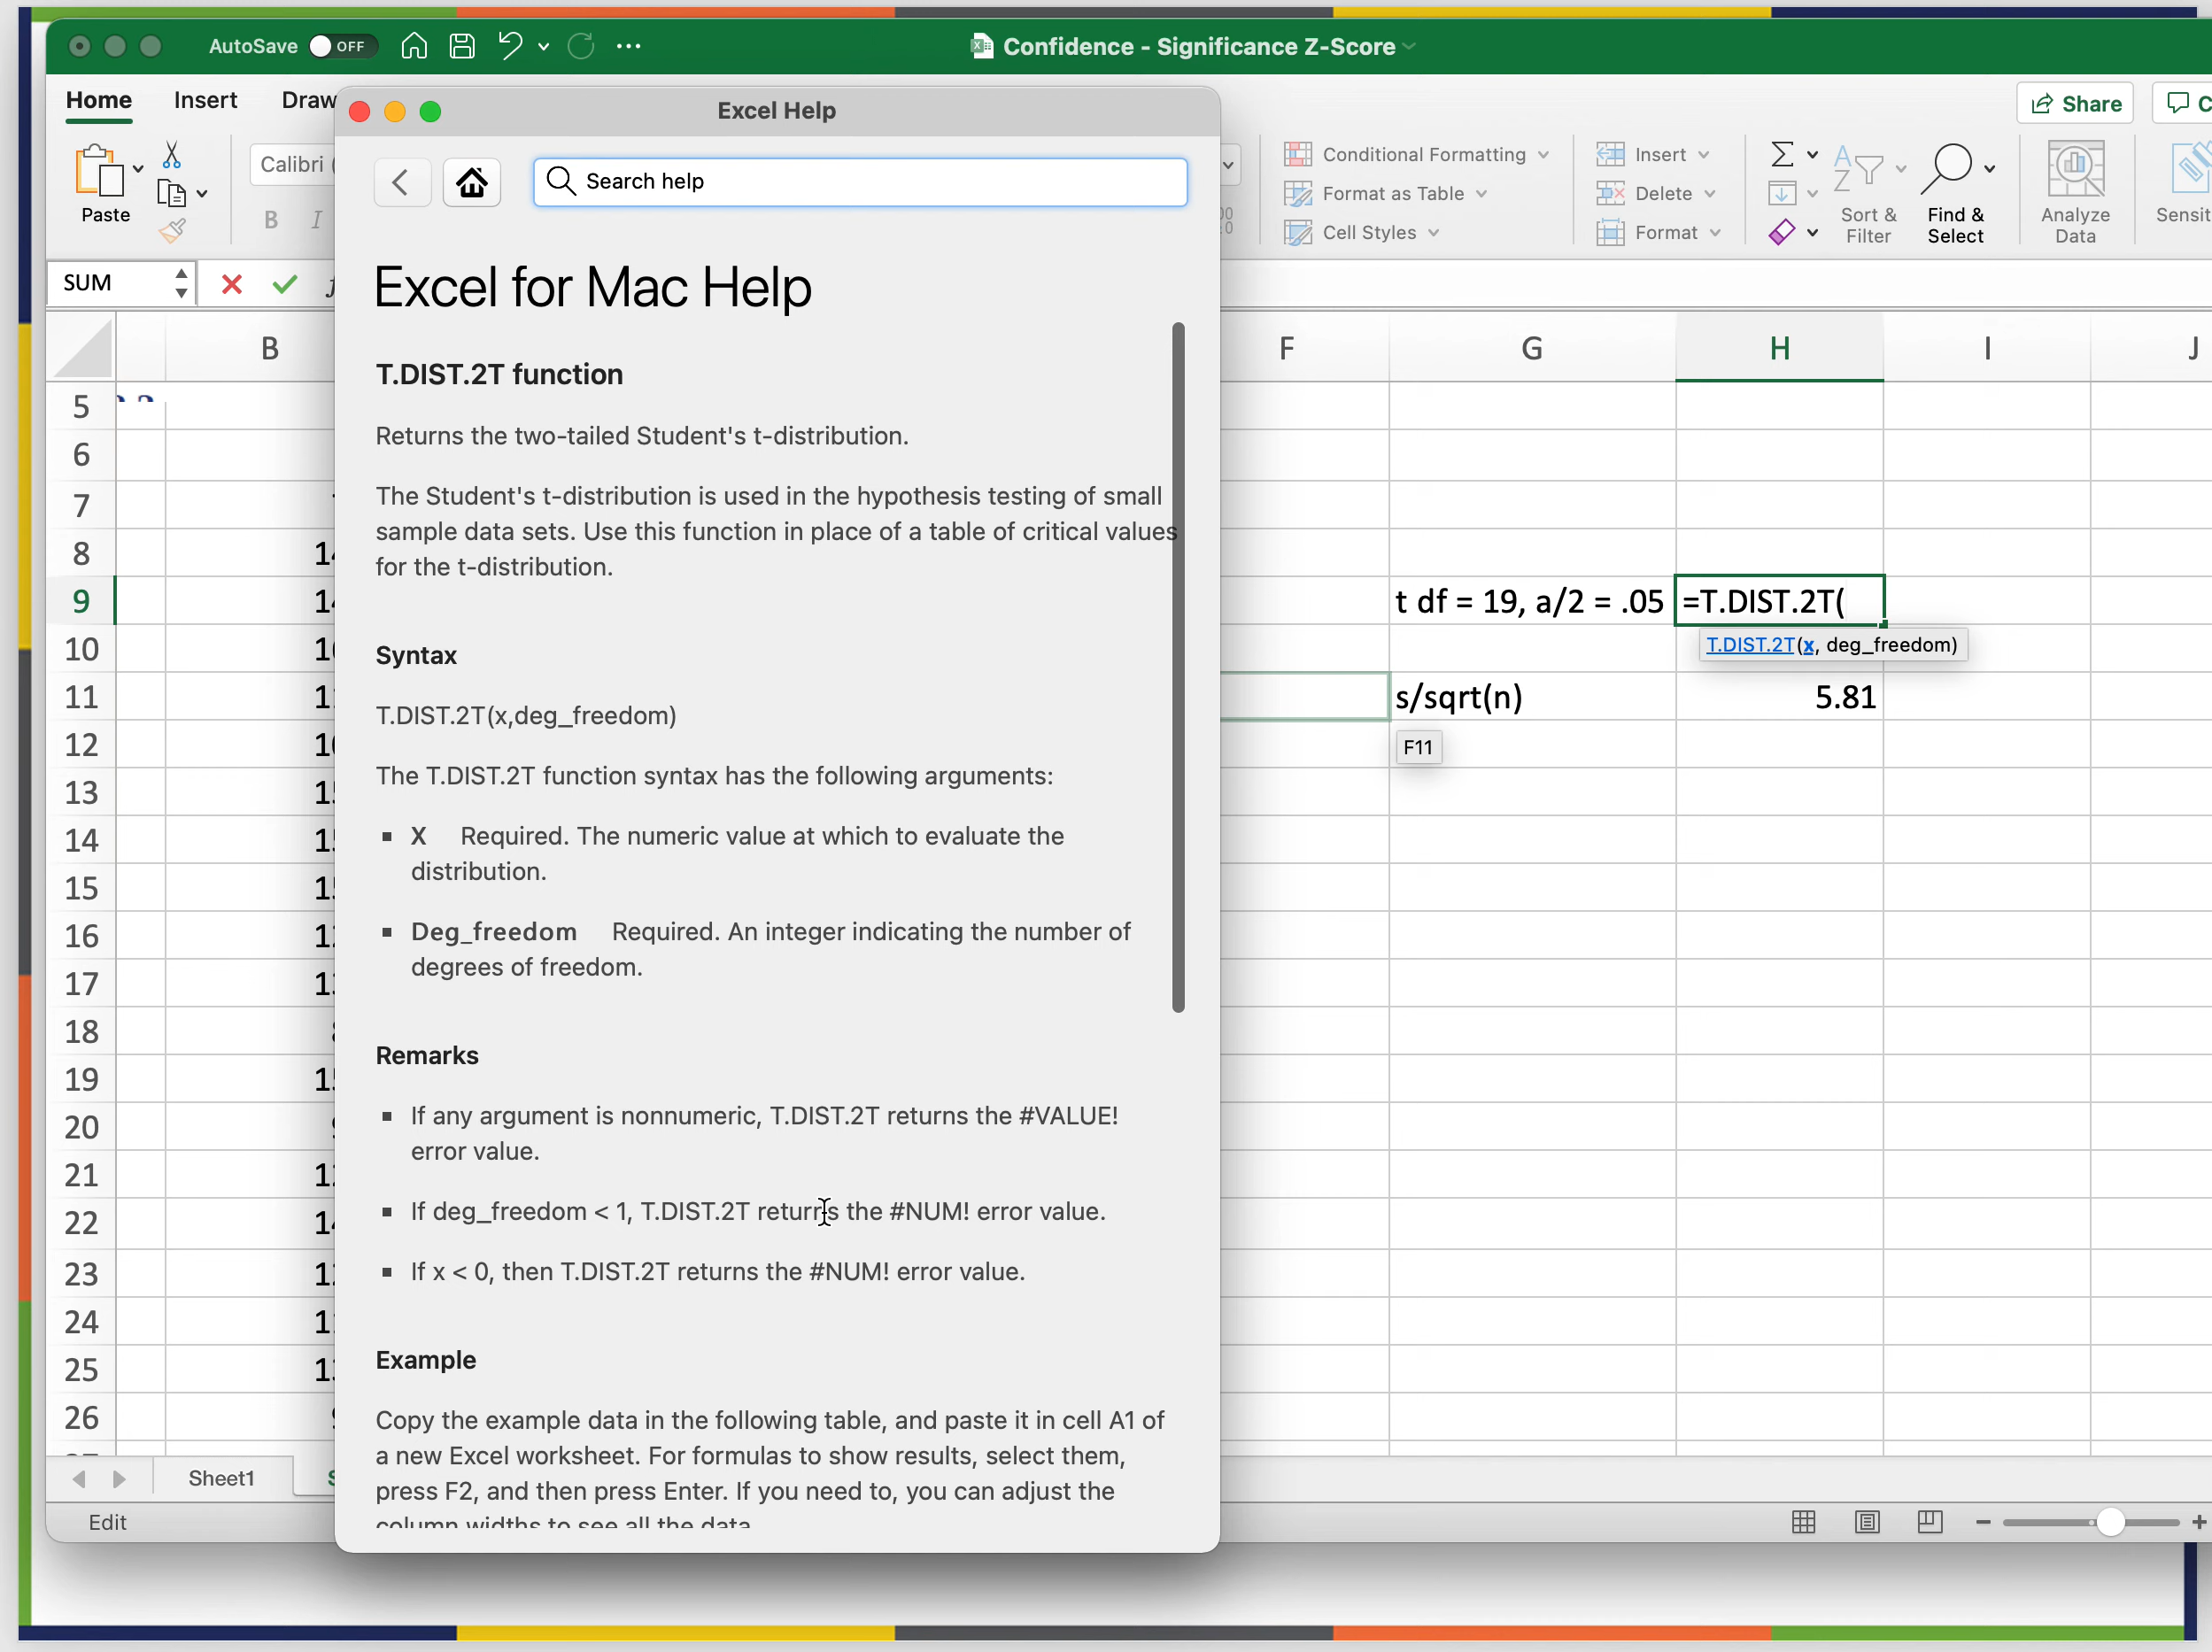 AutoSave OFF
Confidence - Significance Z-Score
Home Insert Draw
Excel Help
Share
Paste
Calibri
B I
Search help
Conditional Formatting
Format as Table
Cell Styles
Insert
Delete
Format
Sort & Filter
Find & Select
Analyze Data
SUM
Excel for Mac Help
B F G H I J
T.DIST.2T function
Returns the two-tailed Student's t-distribution.
The Student's t-distribution is used in the hypothesis testing of small
sample data sets. Use this function in place of a table of critical values
for the t-distribution.
Syntax
T.DIST.2T(x,deg_freedom)
The T.DIST.2T function syntax has the following arguments:
▪ X Required. The numeric value at which to evaluate the
distribution.
▪ Deg_freedom Required. An integer indicating the number of
degrees of freedom.
Remarks
▪ If any argument is nonnumeric, T.DIST.2T returns the #VALUE!
error value.
▪ If deg_freedom < 1, T.DIST.2T returns the #NUM! error value.
▪ If x < 0, then T.DIST.2T returns the #NUM! error value.
Example
Copy the example data in the following table, and paste it in cell A1 of
a new Excel worksheet. For formulas to show results, select them,
press F2, and then press Enter. If you need to, you can adjust the
column widths to see all the data.
5
6
7
8
9
10
11
12
13
14
15
16
17
18
19
20
21
22
23
24
25
26
t df = 19, a/2 = .05 =T.DIST.2T(
T.DIST.2T(x, deg_freedom)
s/sqrt(n) 5.81
F11
Sheet1
Edit